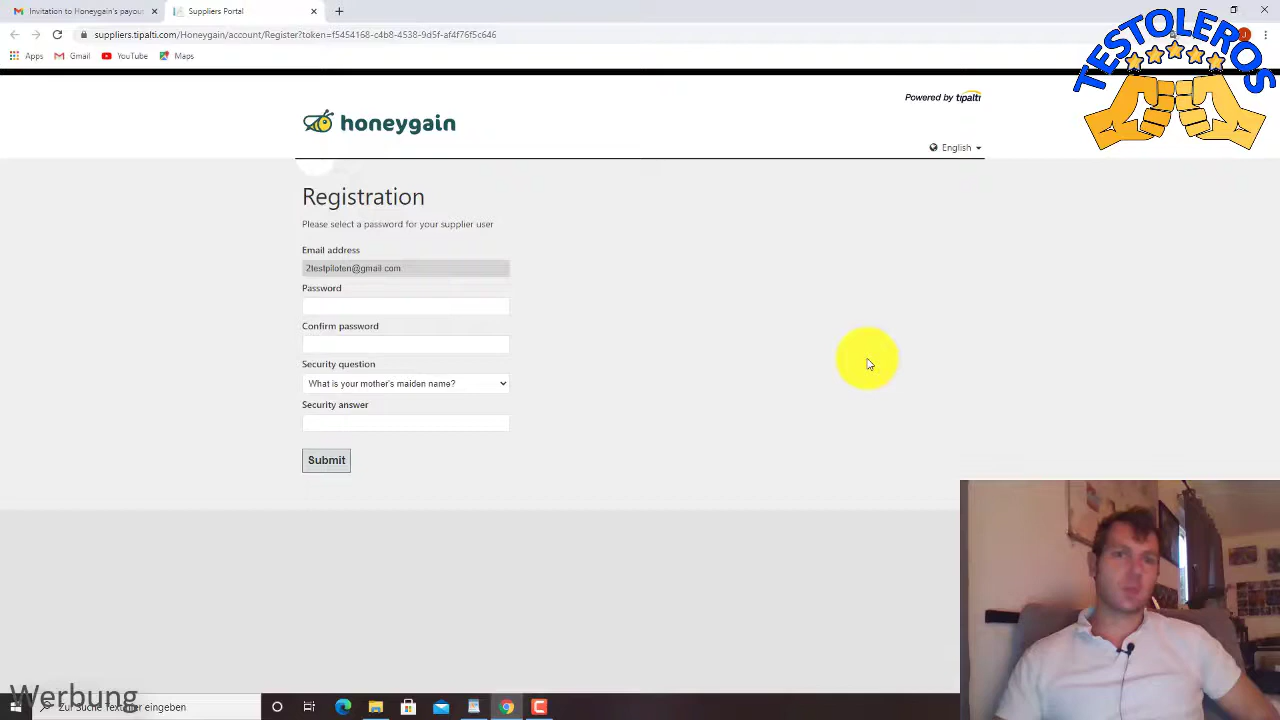 Invitation to Honeygain's payou
Suppliers Portal
suppliers.tipalti.com/Honeygain/account/Register?token=f5454168-c4b8-4538-9d5f-af4f785c646
Apps
Gmail
YouTube
Maps
TESTOLEROS
Powered by tipalti
honeygain
English
Registration
Please select a password for your supplier user
Email address
2testpiloten@gmail.com
Password
Confirm password
Security question
What is your mother's maiden name?
Security answer
Submit
Werbung
Zur Suche Text hier eingeben